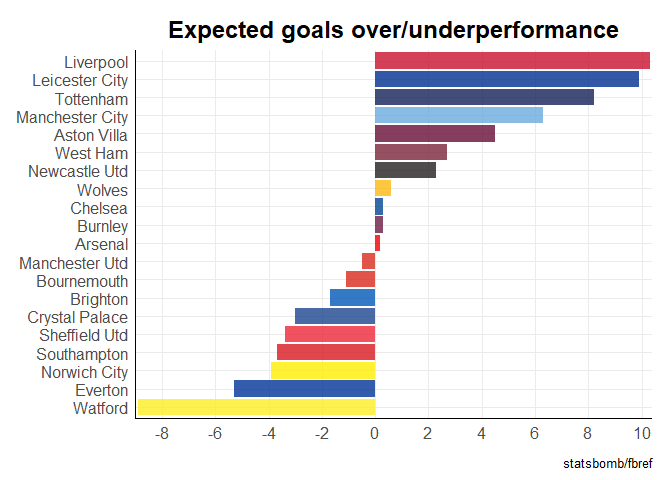 Expected goals over/underperformance
Liverpool
Leicester City
Tottenham
Manchester City
Aston Villa
West Ham
Newcastle Utd
Wolves
Chelsea
Burnley
Arsenal
Manchester Utd
Bournemouth
Brighton
Crystal Palace
Sheffield Utd
Southampton
Norwich City
Everton
Watford
-8 -6 -4 -2 0 2 4 6 8 10
statsbomb/fbref